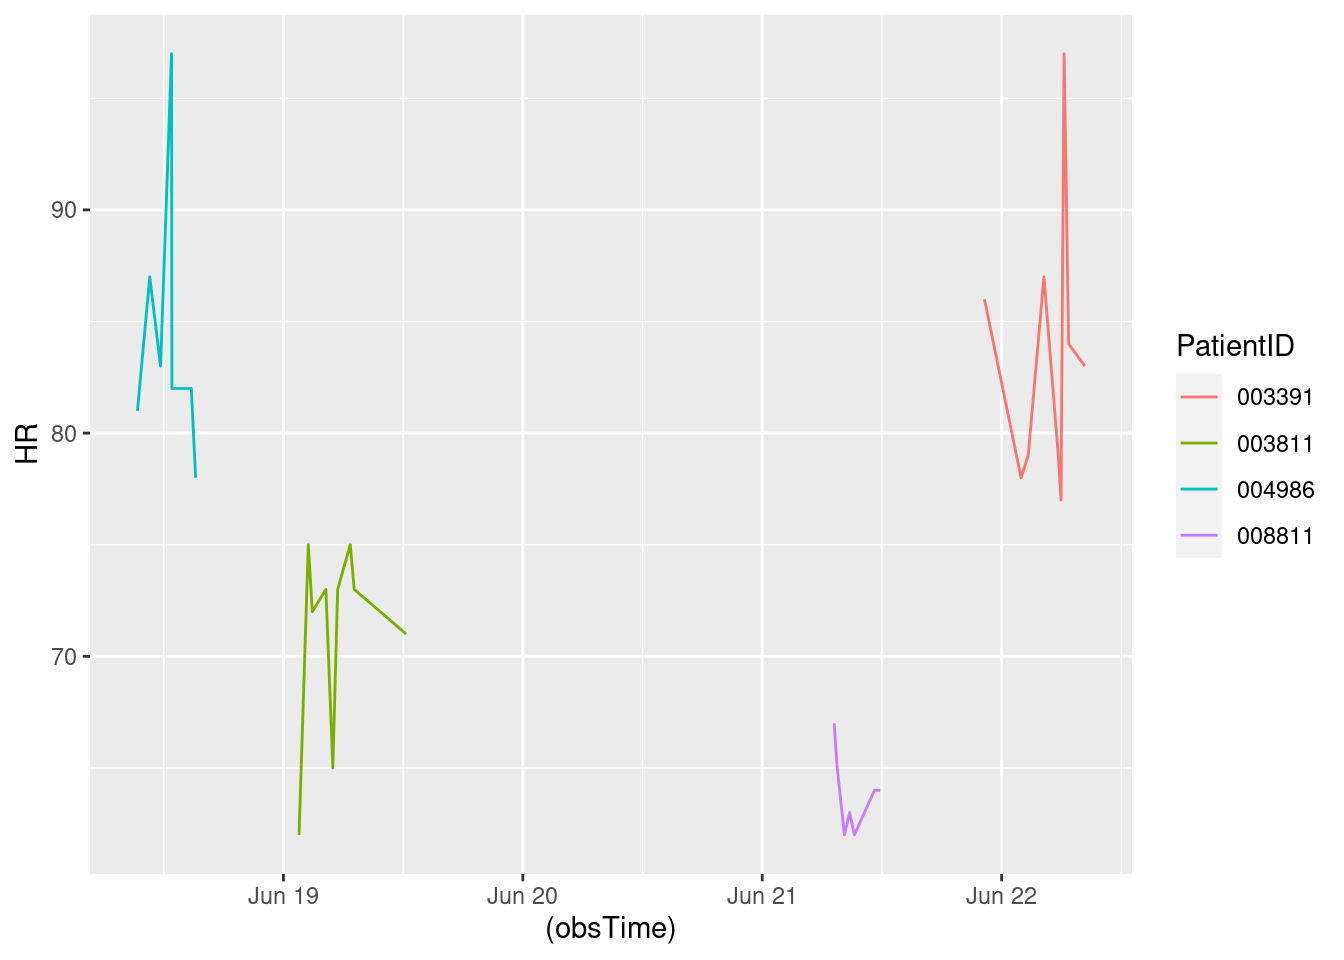 HR
90
80
70
Jun 19
Jun 20
Jun 21
Jun 22
(obsTime)
PatientID
003391
003811
004986
008811